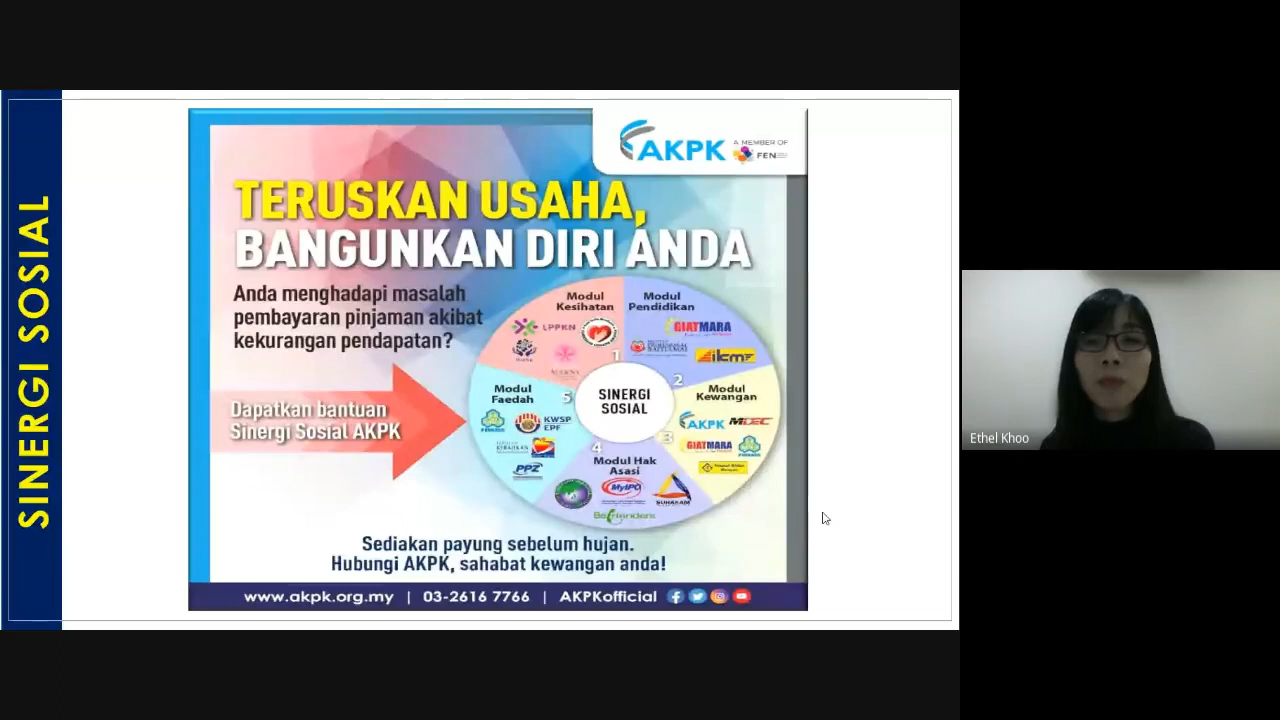 SINERGI SOSIAL
AKPK
A MEMBER OF
FEN
TERUSKAN USAHA,
BANGUNKAN DIRI ANDA
Anda menghadapi masalah
pembayaran pinjaman akibat
kekurangan pendapatan?
Dapatkan bantuan
Sinergi Sosial AKPK
SINERGI
SOSIAL
Modul
Kesihatan
LPPKN
1
Modul
Pendidikan
GIATMARA
ikm
2
Modul
Kewangan
AKPK
MDEC
GIATMARA
3
Modul Hak
Asasi
MyIPO
SUHAKAM
Befrienders
4
Modul
Faedah
KWSP
EPF
PPZ
5
Sediakan payung sebelum hujan.
Hubungi AKPK, sahabat kewangan anda!
www.akpk.org.my | 03-2616 7766 | AKPKofficial
Ethel Khoo